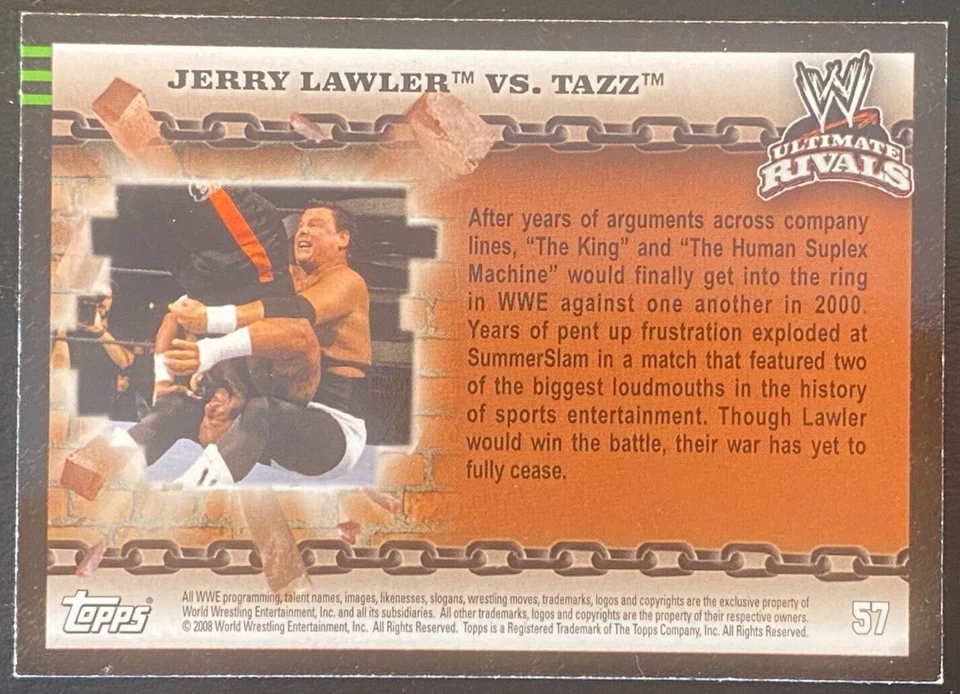 JERRY LAWLER™ VS. TAZZ™
W
ULTIMATE
RIVALS
After years of arguments across company
lines, “The King” and “The Human Suplex
Machine” would finally get into the ring
in WWE against one another in 2000.
Years of pent up frustration exploded at
SummerSlam in a match that featured two
of the biggest loudmouths in the history
of sports entertainment. Though Lawler
would win the battle, their war has yet to
fully cease.
topps®
All WWE programming, talent names, images, likenesses, slogans, wrestling moves, trademarks, logos and copyrights are the exclusive property of
World Wrestling Entertainment, Inc. and all its subsidiaries. All other trademarks, logos and copyrights are the property of their respective owners.
© 2008 World Wrestling Entertainment, Inc. All Rights Reserved. Topps is a Registered Trademark of The Topps Company, Inc. All Rights Reserved.
57